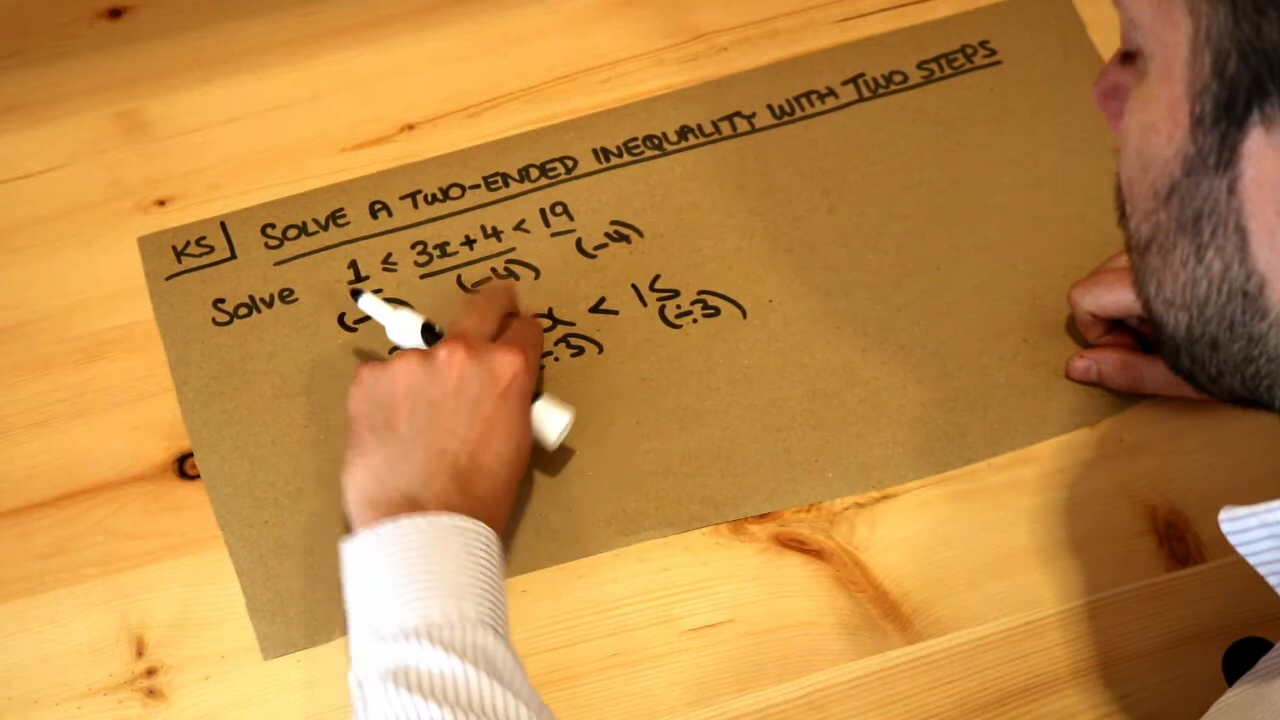 KS SOLVE A TWO-ENDED INEQUALITY WITH TWO STEPS
Solve 1 ≤ 3x+4 < 19
(-4) (-4)
x < 15
(÷3) (÷3)